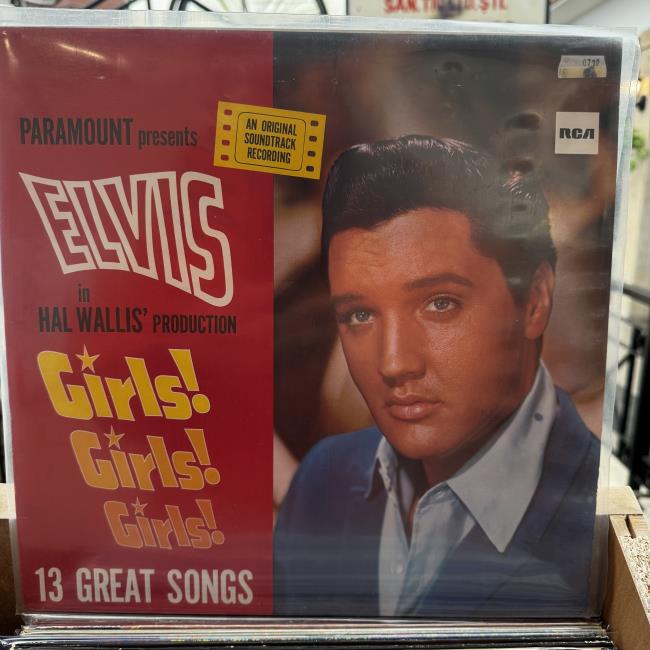 PARAMOUNT presents
AN ORIGINAL
SOUNDTRACK
RECORDING
ELVIS
in
HAL WALLIS' PRODUCTION
Girls!
Girls!
Girls!
13 GREAT SONGS
RCA